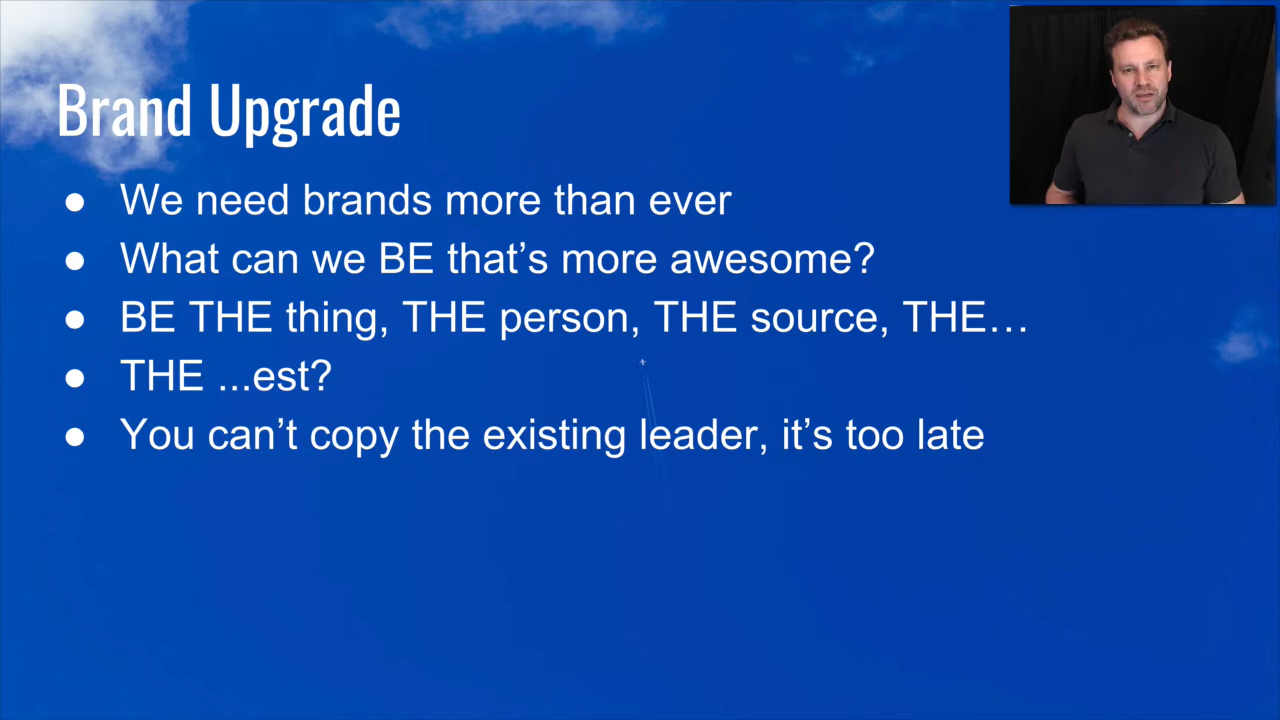 Brand Upgrade
● We need brands more than ever
● What can we BE that’s more awesome?
● BE THE thing, THE person, THE source, THE…
● THE ...est?
● You can’t copy the existing leader, it’s too late